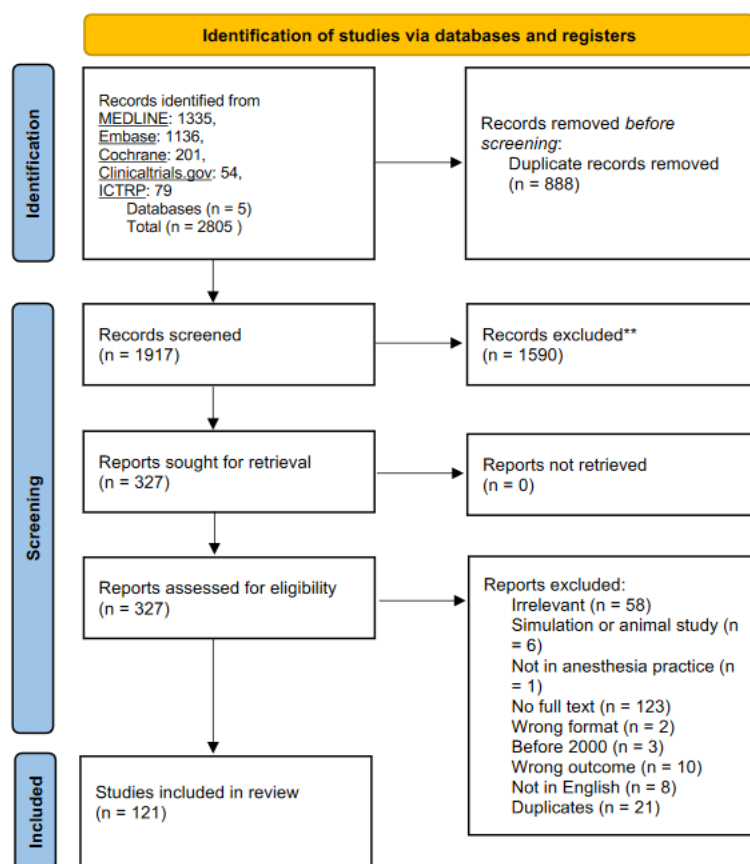 Identification of studies via databases and registers
Identification
Records identified from
MEDLINE: 1335,
Embase: 1136,
Cochrane: 201,
Clinicaltrials.gov: 54,
ICTRP: 79
Databases (n = 5)
Total (n = 2805 )
Records removed before
screening:
Duplicate records removed
(n = 888)
Screening
Records screened
(n = 1917)
Records excluded**
(n = 1590)
Reports sought for retrieval
(n = 327)
Reports not retrieved
(n = 0)
Reports assessed for eligibility
(n = 327)
Reports excluded:
Irrelevant (n = 58)
Simulation or animal study (n
= 6)
Not in anesthesia practice (n
= 1)
No full text (n = 123)
Wrong format (n = 2)
Before 2000 (n = 3)
Wrong outcome (n = 10)
Not in English (n = 8)
Duplicates (n = 21)
Included
Studies included in review
(n = 121)